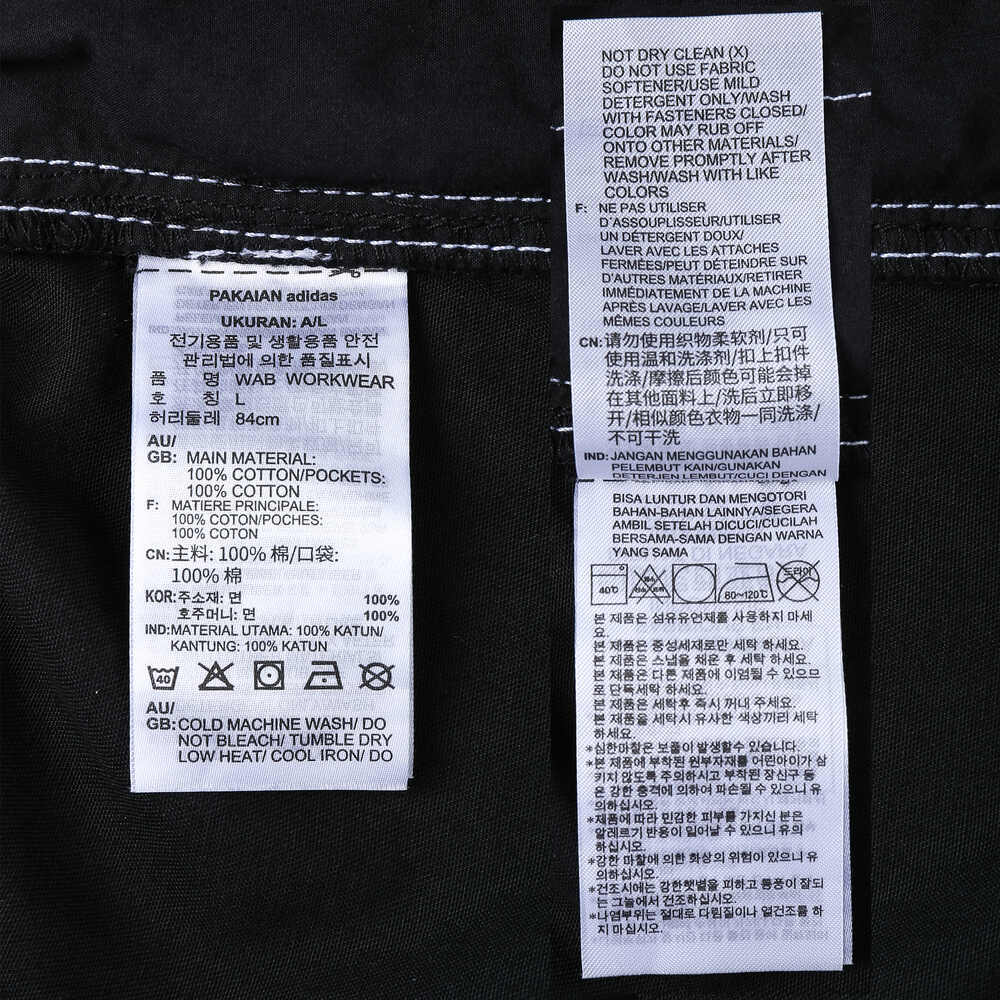 PAKAIAN adidas
UKURAN: A/L
전기용품 및 생활용품 안전
관리법에 의한 품질표시
품 명 WAB WORKWEAR
호 칭 L
허리둘레 84cm
AU/
GB: MAIN MATERIAL:
100% COTTON/POCKETS:
100% COTTON
F: MATIERE PRINCIPALE:
100% COTON/POCHES:
100% COTON
CN:主料: 100% 棉/口袋:
100% 棉
KOR:주소재: 면 100%
호주머니: 면 100%
IND:MATERIAL UTAMA: 100% KATUN/
KANTUNG: 100% KATUN
40
AU/
GB:COLD MACHINE WASH/ DO
NOT BLEACH/ TUMBLE DRY
LOW HEAT/ COOL IRON/ DO
NOT DRY CLEAN (X)
DO NOT USE FABRIC
SOFTENER/USE MILD
DETERGENT ONLY/WASH
WITH FASTENERS CLOSED/
COLOR MAY RUB OFF
ONTO OTHER MATERIALS/
REMOVE PROMPTLY AFTER
WASH/WASH WITH LIKE
COLORS
F: NE PAS UTILISER
D'ASSOUPLISSEUR/UTILISER
UN DÉTERGENT DOUX/
LAVER AVEC LES ATTACHES
FERMÉES/PEUT DÉTEINDRE SUR
D'AUTRES MATÉRIAUX/RETIRER
IMMÉDIATEMENT DE LA MACHINE
APRÈS LAVAGE/LAVER AVEC LES
MÊMES COULEURS
CN:请勿使用织物柔软剂/只可
使用温和洗涤剂/扣上扣件
洗涤/摩擦后颜色可能会掉
在其他面料上/洗后立即移
开/相似颜色衣物一同洗涤/
不可干洗
IND: JANGAN MENGGUNAKAN BAHAN
PELEMBUT KAIN/GUNAKAN
DETERJEN LEMBUT/CUCI DENGAN
BISA LUNTUR DAN MENGOTORI
BAHAN-BAHAN LAINNYA/SEGERA
AMBIL SETELAH DICUCI/CUCILAH
BERSAMA-SAMA DENGAN WARNA
YANG SAMA
40℃ 80~120℃ 드라이
본 제품은 섬유유연제를 사용하지 마세
요.
본 제품은 중성세제로만 세탁 하세요.
본 제품은 스냅을 채운 후 세탁 하세요.
본 제품은 다른 제품에 이염될 수 있으므
로 단독세탁 하세요.
본 제품은 세탁후 즉시 꺼내 주세요.
본 제품을 세탁시 유사한 색상끼리 세탁
하세요.
*심한마찰은 보풀이 발생할수 있습니다.
*본 제품에 부착된 원부자재를 어린아이가 삼
키지 않도록 주의하시고 부착된 장신구 등
은 강한 충격에 의하여 파손될 수 있으니 유
의하십시오.
*제품에 따라 민감한 피부를 가지신 분은
알레르기 반응이 일어날 수 있으니 유의
하십시오.
*강한 마찰에 의한 화상의 위험이 있으니 유
의하십시오.
*건조시에는 강한햇볕을 피하고 통풍이 잘되
는 그늘에서 건조하십시오.
*나염부위는 절대로 다림질이나 열건조를 하
지 마십시오.